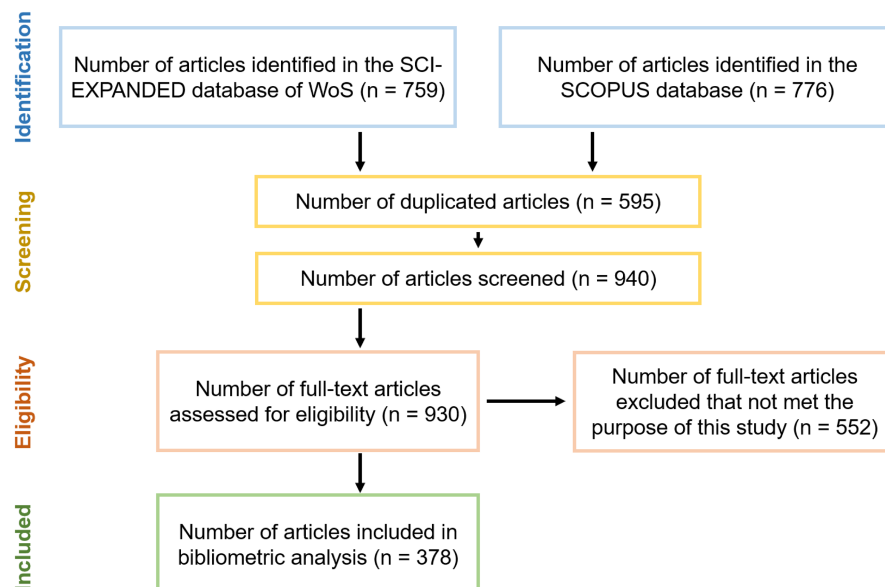 Identification
Number of articles identified in the SCI-
EXPANDED database of WoS (n = 759)
Number of articles identified in the
SCOPUS database (n = 776)
Screening
Number of duplicated articles (n = 595)
Number of articles screened (n = 940)
Eligibility
Number of full-text articles
assessed for eligibility (n = 930)
Number of full-text articles
excluded that not met the
purpose of this study (n = 552)
Included
Number of articles included in
bibliometric analysis (n = 378)